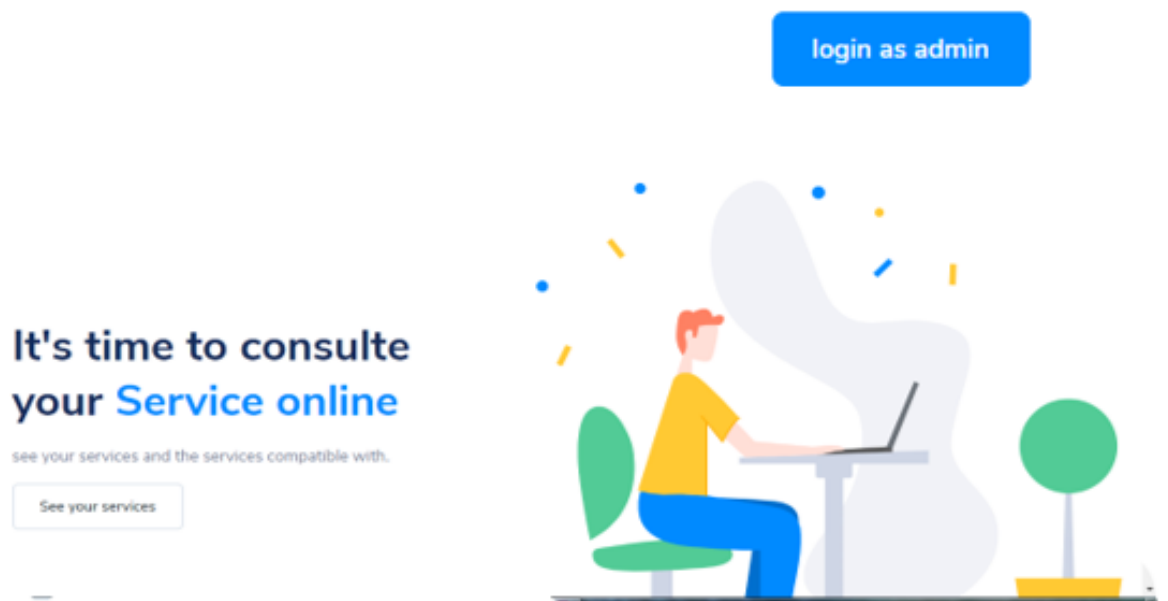 login as admin
It's time to consulte
your Service online
see your services and the services compatible with.
See your services